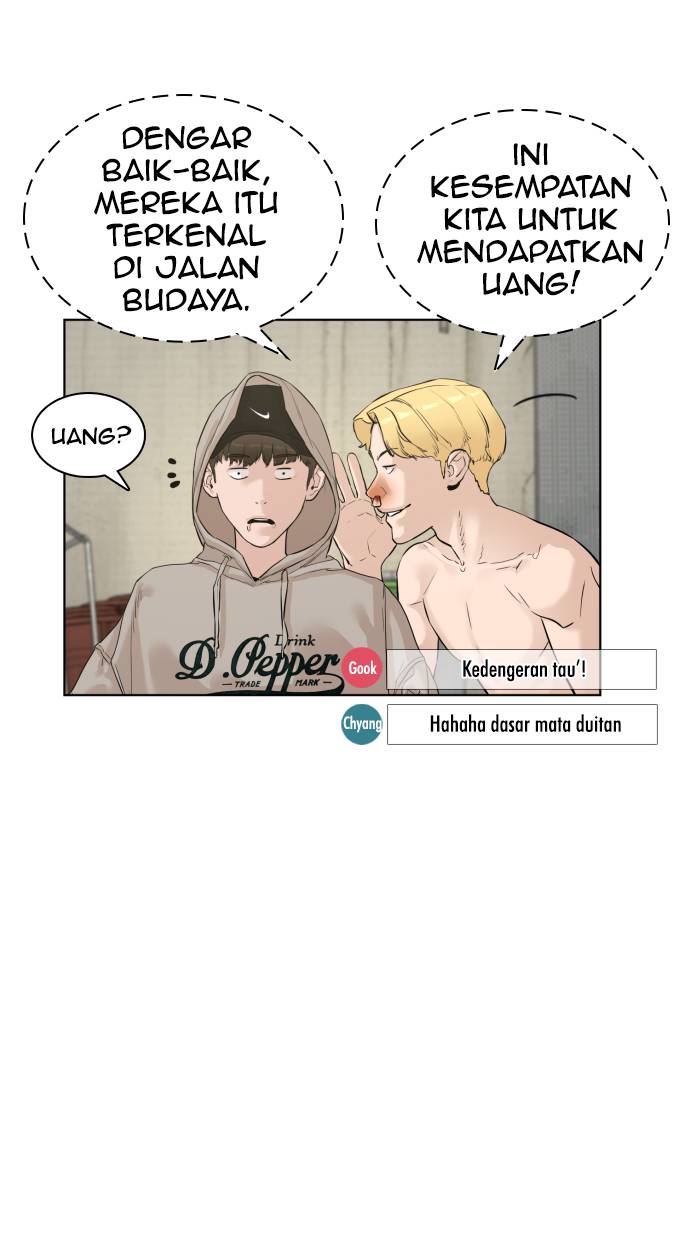 DENGAR
BAIK-BAIK,
MEREKA ITU
TERKENAL
DI JALAN
BUDAYA.
INI
KESEMPATAN
KITA UNTUK
MENDAPATKAN
UANG!
UANG?
Drink
D.Pepper
TRADE MARK
Gook
Kedengeran tau'!
Chyang
Hahaha dasar mata duitan